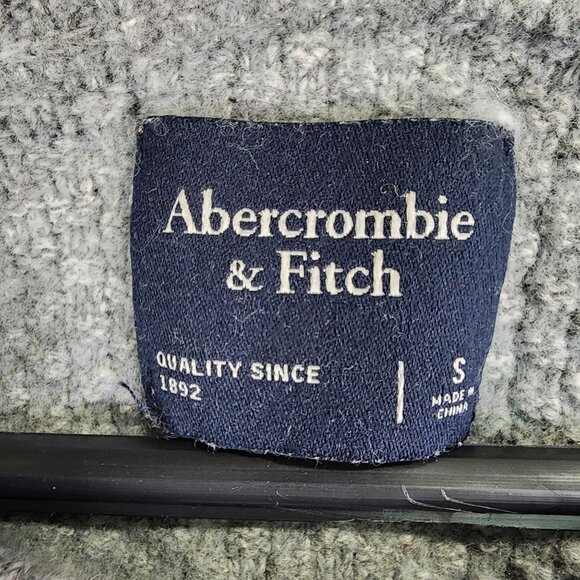 Abercrombie
& Fitch
QUALITY SINCE
1892
S
MADE IN
CHINA